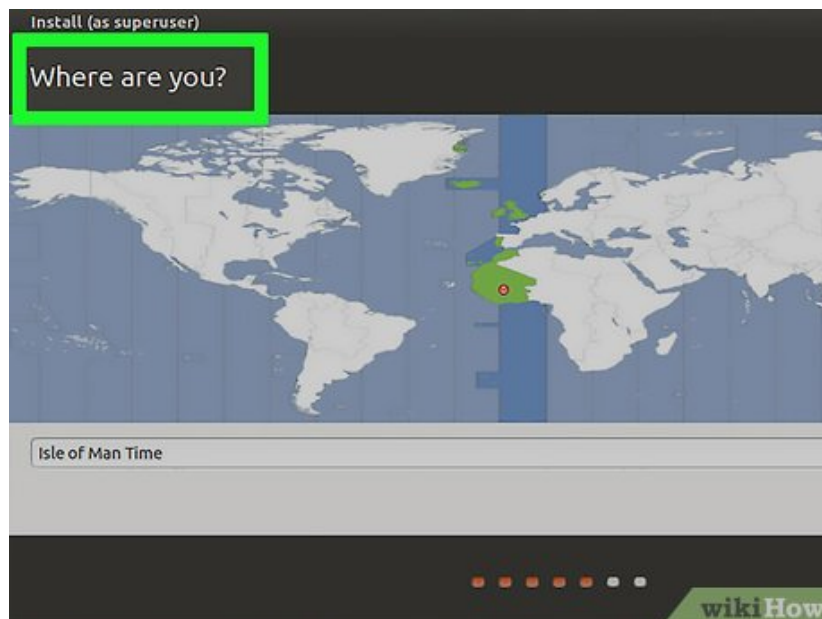 Install (as superuser)
Where are you?
Isle of Man Time
wikiHow